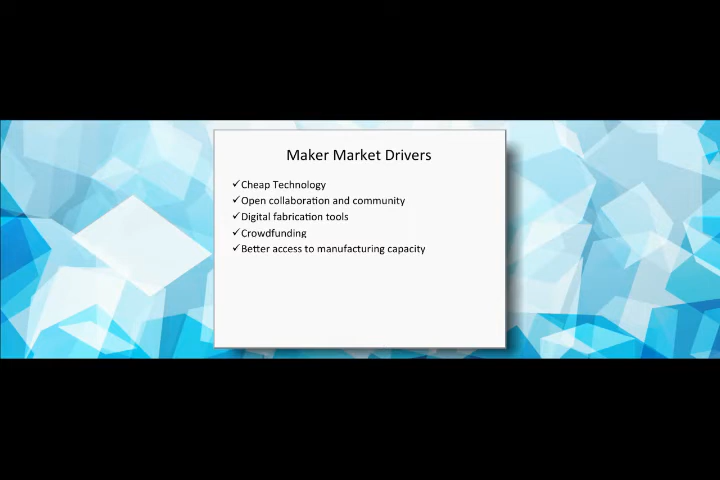 Maker Market Drivers
✓Cheap Technology
✓Open collaboration and community
✓Digital fabrication tools
✓Crowdfunding
✓Better access to manufacturing capacity